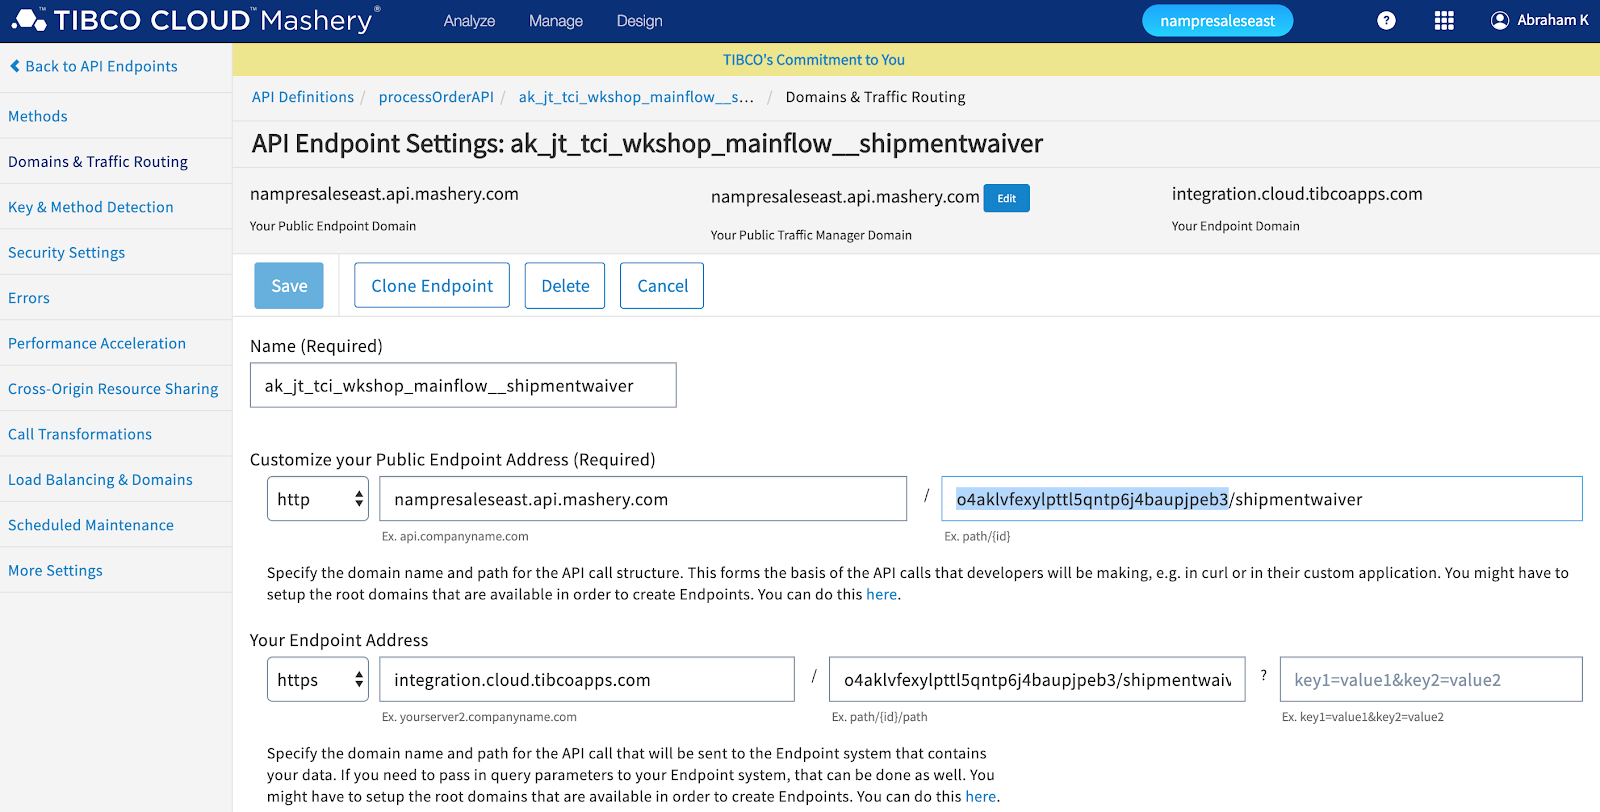 TIBCO CLOUD™ Mashery®
Analyze Manage Design
nampresaleseast
? Abraham K
Back to API Endpoints
Methods
Domains & Traffic Routing
Key & Method Detection
Security Settings
Errors
Performance Acceleration
Cross-Origin Resource Sharing
Call Transformations
Load Balancing & Domains
Scheduled Maintenance
More Settings
TIBCO's Commitment to You
API Definitions / processOrderAPI / ak_jt_tci_wkshop_mainflow__s... / Domains & Traffic Routing
API Endpoint Settings: ak_jt_tci_wkshop_mainflow__shipmentwaiver
nampresaleseast.api.mashery.com
Your Public Endpoint Domain
nampresaleseast.api.mashery.com Edit
Your Public Traffic Manager Domain
integration.cloud.tibcoapps.com
Your Endpoint Domain
Save Clone Endpoint Delete Cancel
Name (Required)
ak_jt_tci_wkshop_mainflow__shipmentwaiver
Customize your Public Endpoint Address (Required)
http nampresaleseast.api.mashery.com / o4aklvfexylpttl5qntp6j4baupjpeb3/shipmentwaiver
Ex. api.companyname.com Ex. path/{id}
Specify the domain name and path for the API call structure. This forms the basis of the API calls that developers will be making, e.g. in curl or in their custom application. You might have to
setup the root domains that are available in order to create Endpoints. You can do this here.
Your Endpoint Address
https integration.cloud.tibcoapps.com / o4aklvfexylpttl5qntp6j4baupjpeb3/shipmentwaiv ? key1=value1&key2=value2
Ex. yourserver2.companyname.com Ex. path/{id}/path Ex. key1=value1&key2=value2
Specify the domain name and path for the API call that will be sent to the Endpoint system that contains
your data. If you need to pass in query parameters to your Endpoint system, that can be done as well. You
might have to setup the root domains that are available in order to create Endpoints. You can do this here.